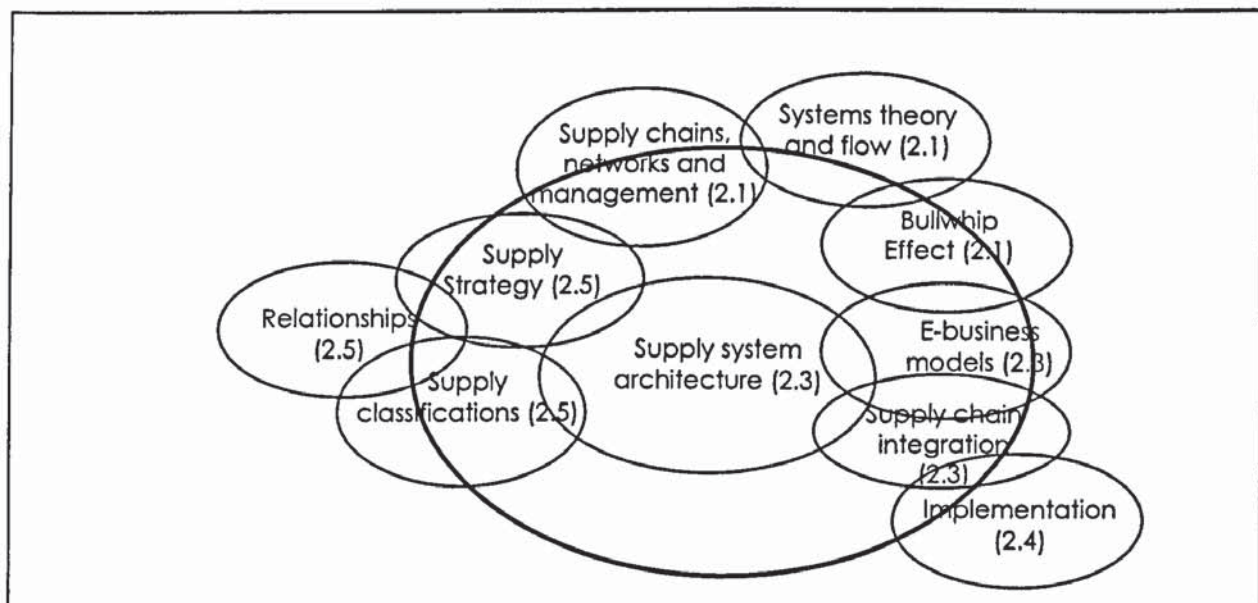 Supply chains,
networks and
management (2.1)
Systems theory
and flow (2.1)
Bullwhip
Effect (2.1)
Supply
Strategy (2.5)
Relationships
(2.5)
Supply system
architecture (2.3)
E-business
models (2.3)
Supply
classifications (2.5)
Supply chain
integration
(2.3)
Implementation
(2.4)